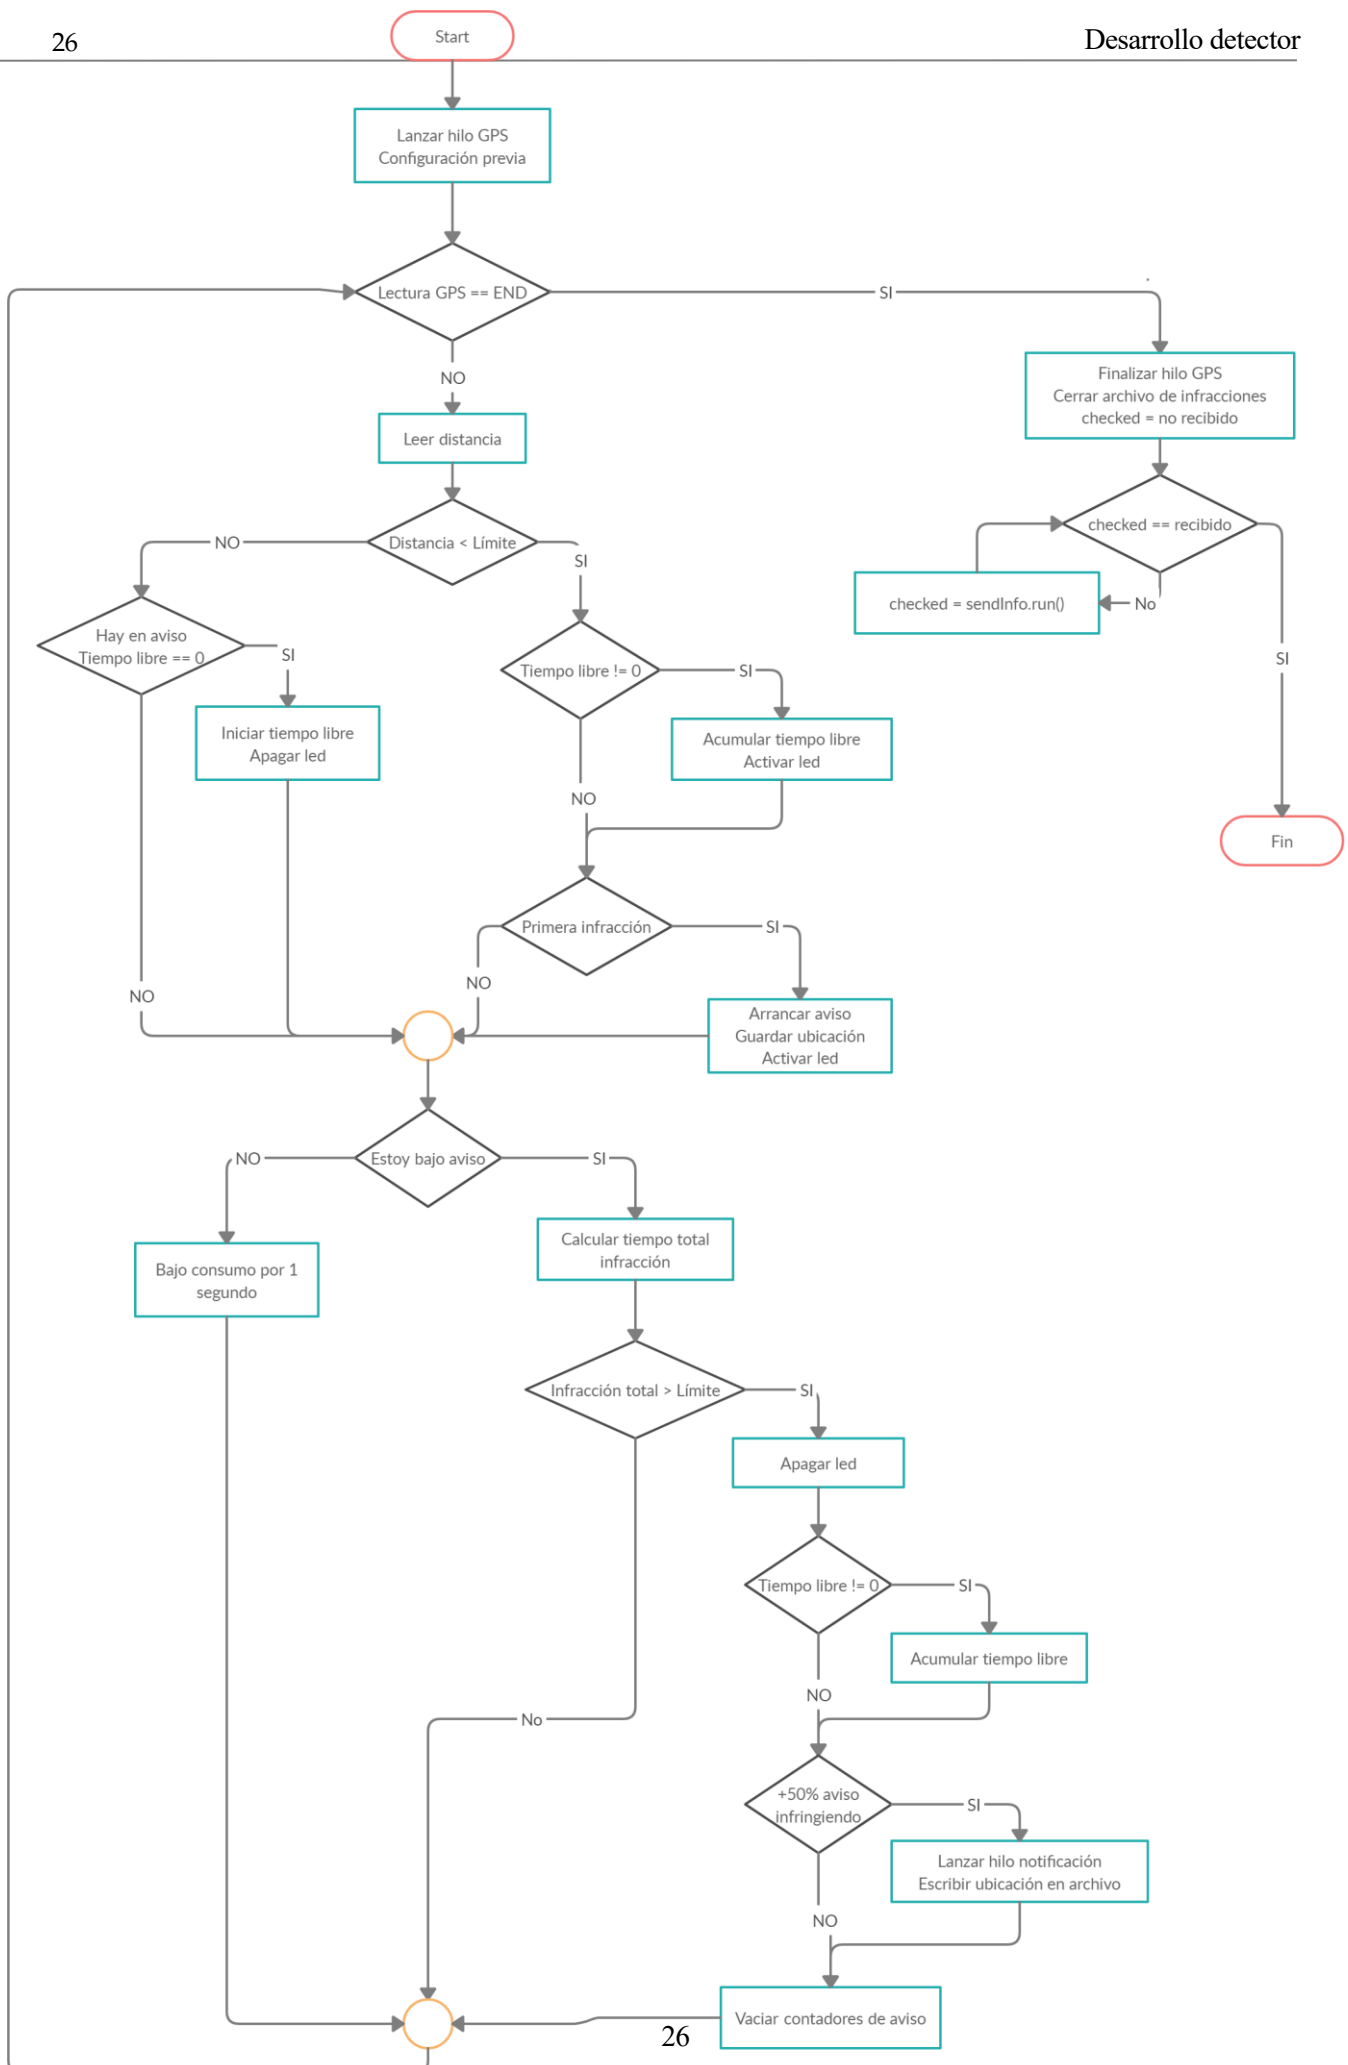 26
Desarrollo detector
Start
Lanzar hilo GPS
Configuración previa
Lectura GPS == END
SI
NO
Finalizar hilo GPS
Cerrar archivo de infracciones
checked = no recibido
Leer distancia
checked == recibido
NO
Distancia < Límite
SI
checked = sendInfo.run()
No
SI
Hay en aviso
Tiempo libre == 0
SI
Tiempo libre != 0
SI
Iniciar tiempo libre
Apagar led
Acumular tiempo libre
Activar led
NO
Fin
Primera infracción
SI
NO
NO
Arrancar aviso
Guardar ubicación
Activar led
Estoy bajo aviso
NO
SI
Calcular tiempo total
infracción
Bajo consumo por 1
segundo
Infracción total > Límite
SI
Apagar led
Tiempo libre != 0
SI
Acumular tiempo libre
NO
No
+50% aviso
infringiendo
SI
Lanzar hilo notificación
Escribir ubicación en archivo
NO
Vaciar contadores de aviso
26